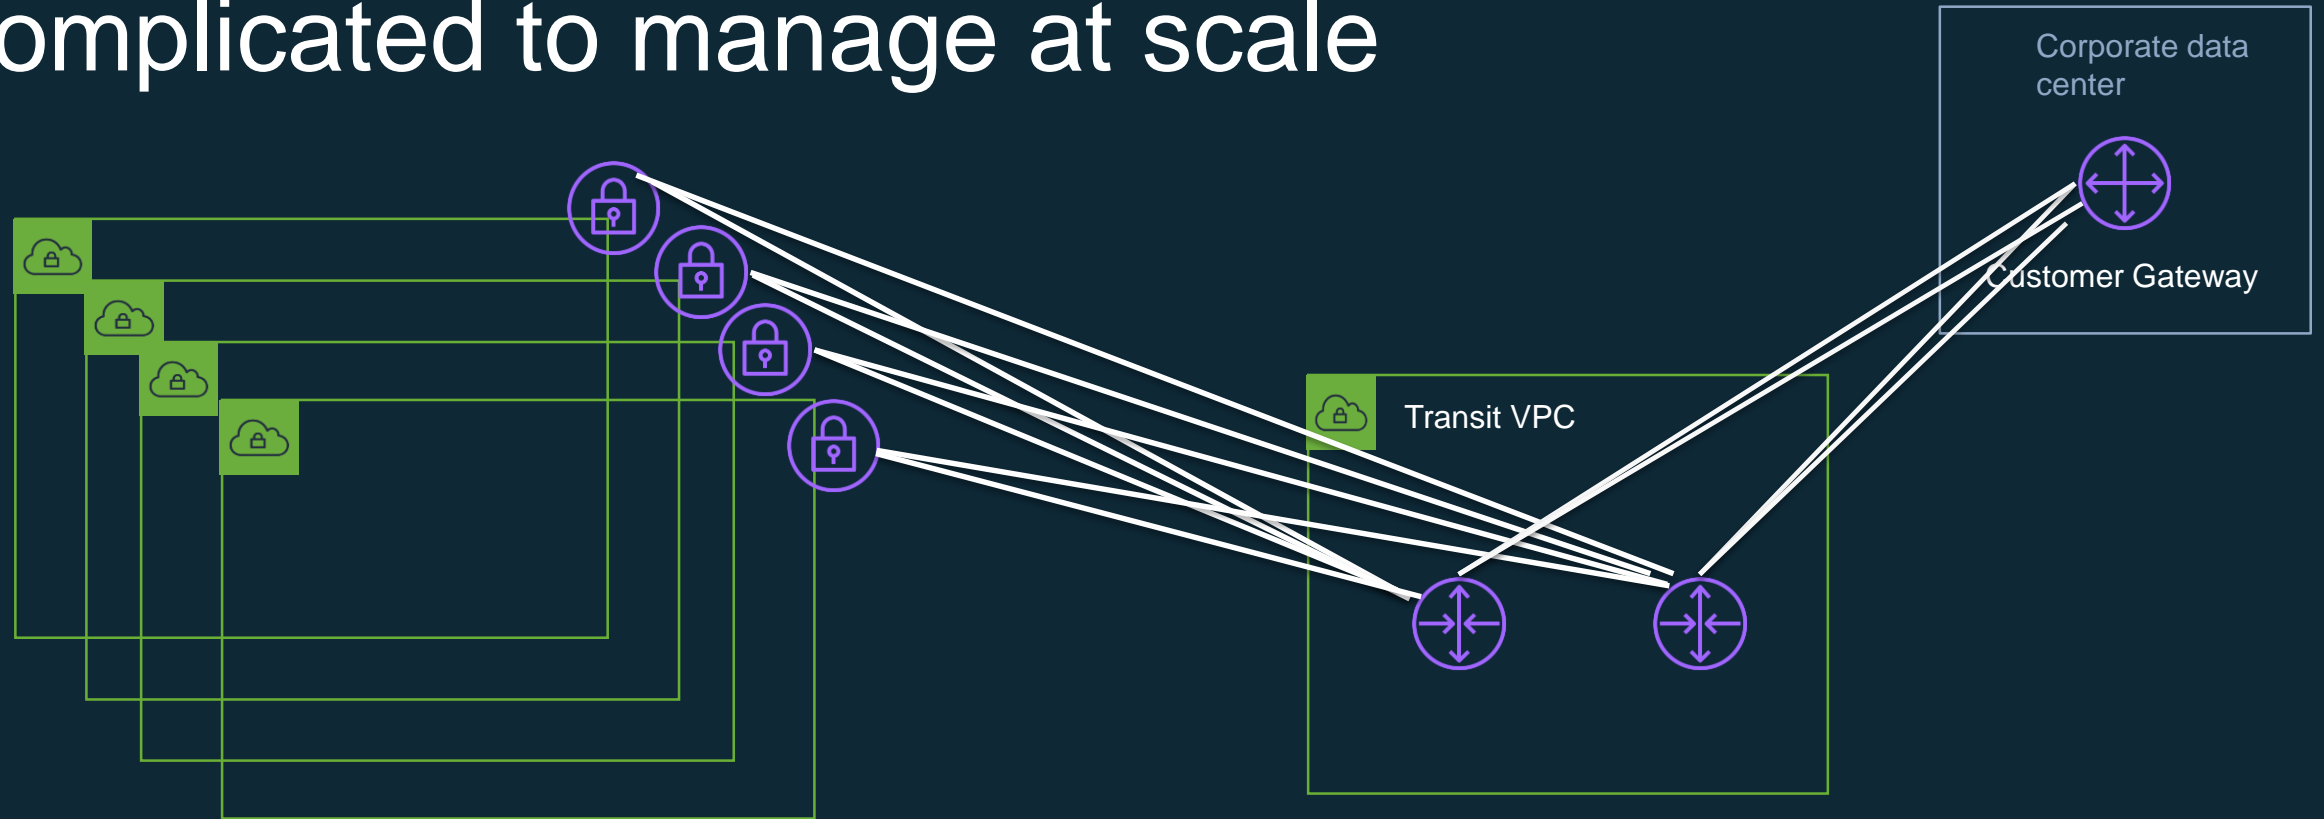 omplicated to manage at scale
Corporate data
center
Customer Gateway
Transit VPC